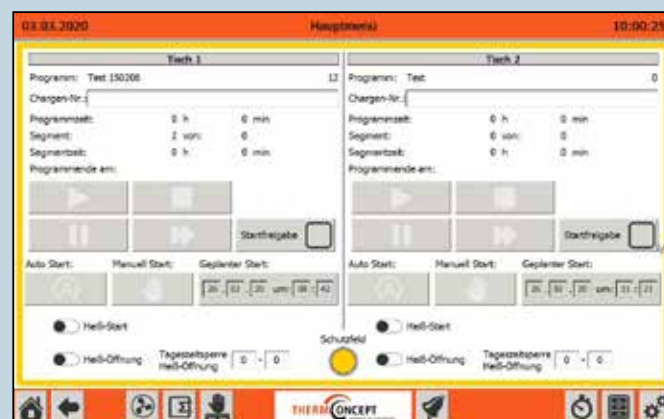 03.03.2020 Hauptmenü 10:00:25
Tisch 1
Programm: Test 150206 12
Chargen-Nr.:
Programmzeit: 0 h 0 min
Segment: 1 von: 0
Segmentzeit: 0 h 0 min
Programmende am:
Startfreigabe
Auto Start: Manuell Start: Geplanter Start:
um:
Heiß-Start
Heiß-Öffnung Tageszeitsperre Heiß-Öffnung 0 - 0
Tisch 2
Programm: Test 0
Chargen-Nr.:
Programmzeit: 0 h 0 min
Segment: 0 von: 0
Segmentzeit: 0 h 0 min
Programmende am:
Startfreigabe
Auto Start: Manuell Start: Geplanter Start:
um:
Heiß-Start
Heiß-Öffnung Tageszeitsperre Heiß-Öffnung 0 - 0
Schutzfeld
THERMCONCEPT